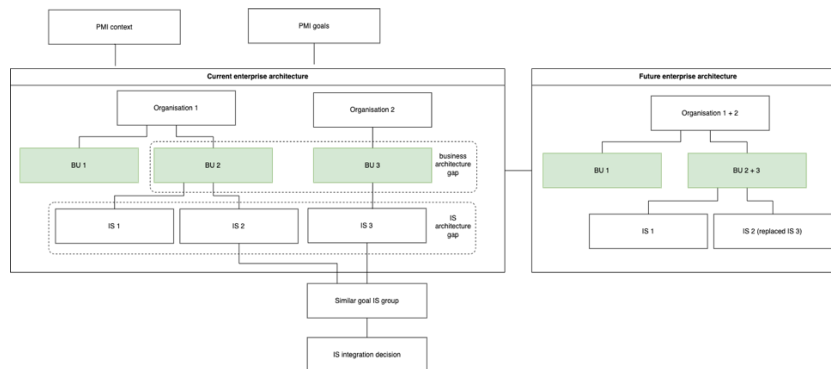 PMI context
PMI goals
Current enterprise architecture
Future enterprise architecture
Organisation 1
Organisation 2
Organisation 1 + 2
BU 1
BU 2
BU 3
business
architecture
gap
BU 1
BU 2 + 3
IS 1
IS 2
IS 3
IS
architecture
gap
IS 1
IS 2 (replaced IS 3)
Similar goal IS group
IS integration decision